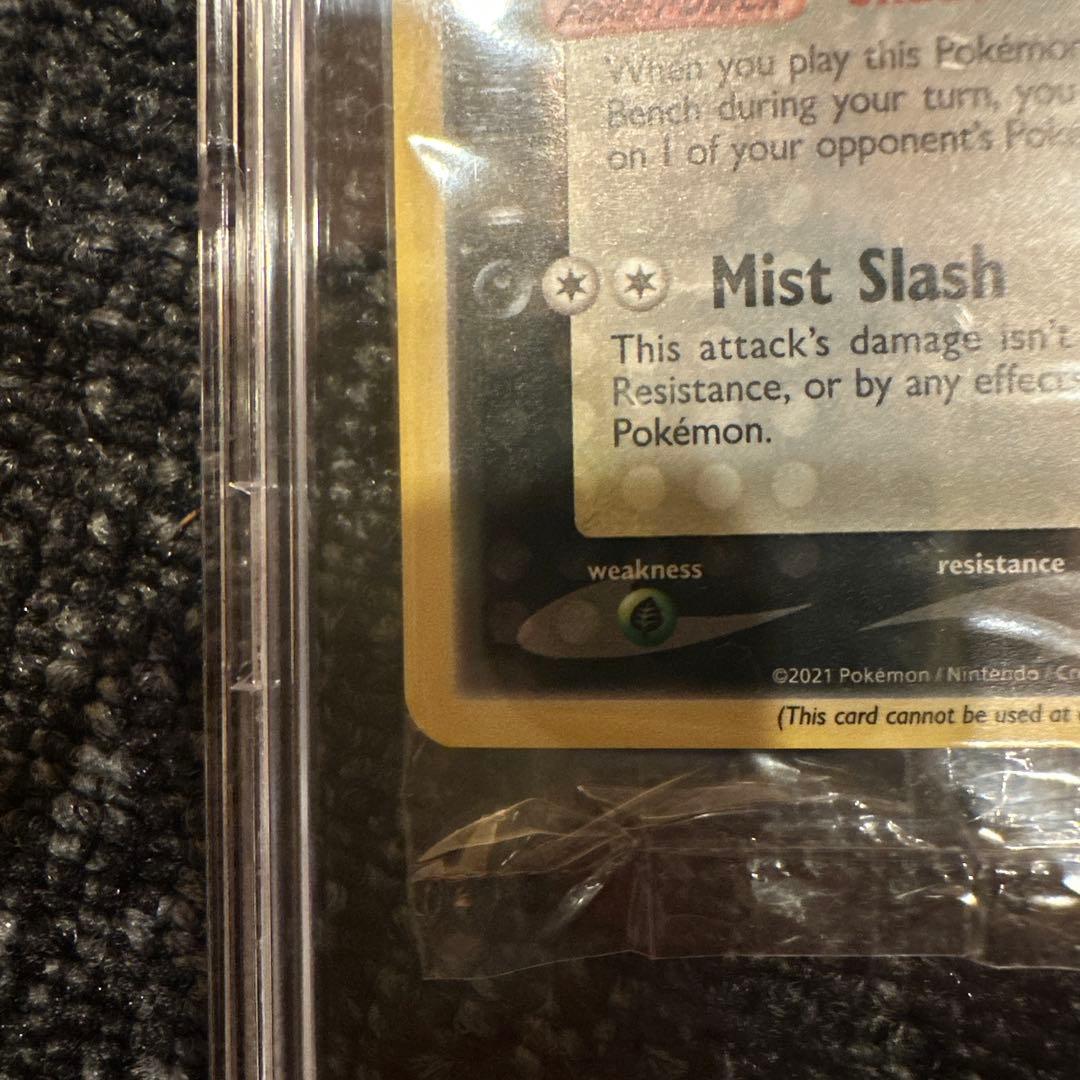 POKé-POWER
When you play this Pokémon
Bench during your turn, you
on 1 of your opponent's
Mist Slash
This attack's damage isn't
Resistance, or by any effects
Pokémon.
weakness
resistance
©2021 Pokémon / Nintendo /
(This card cannot be used at